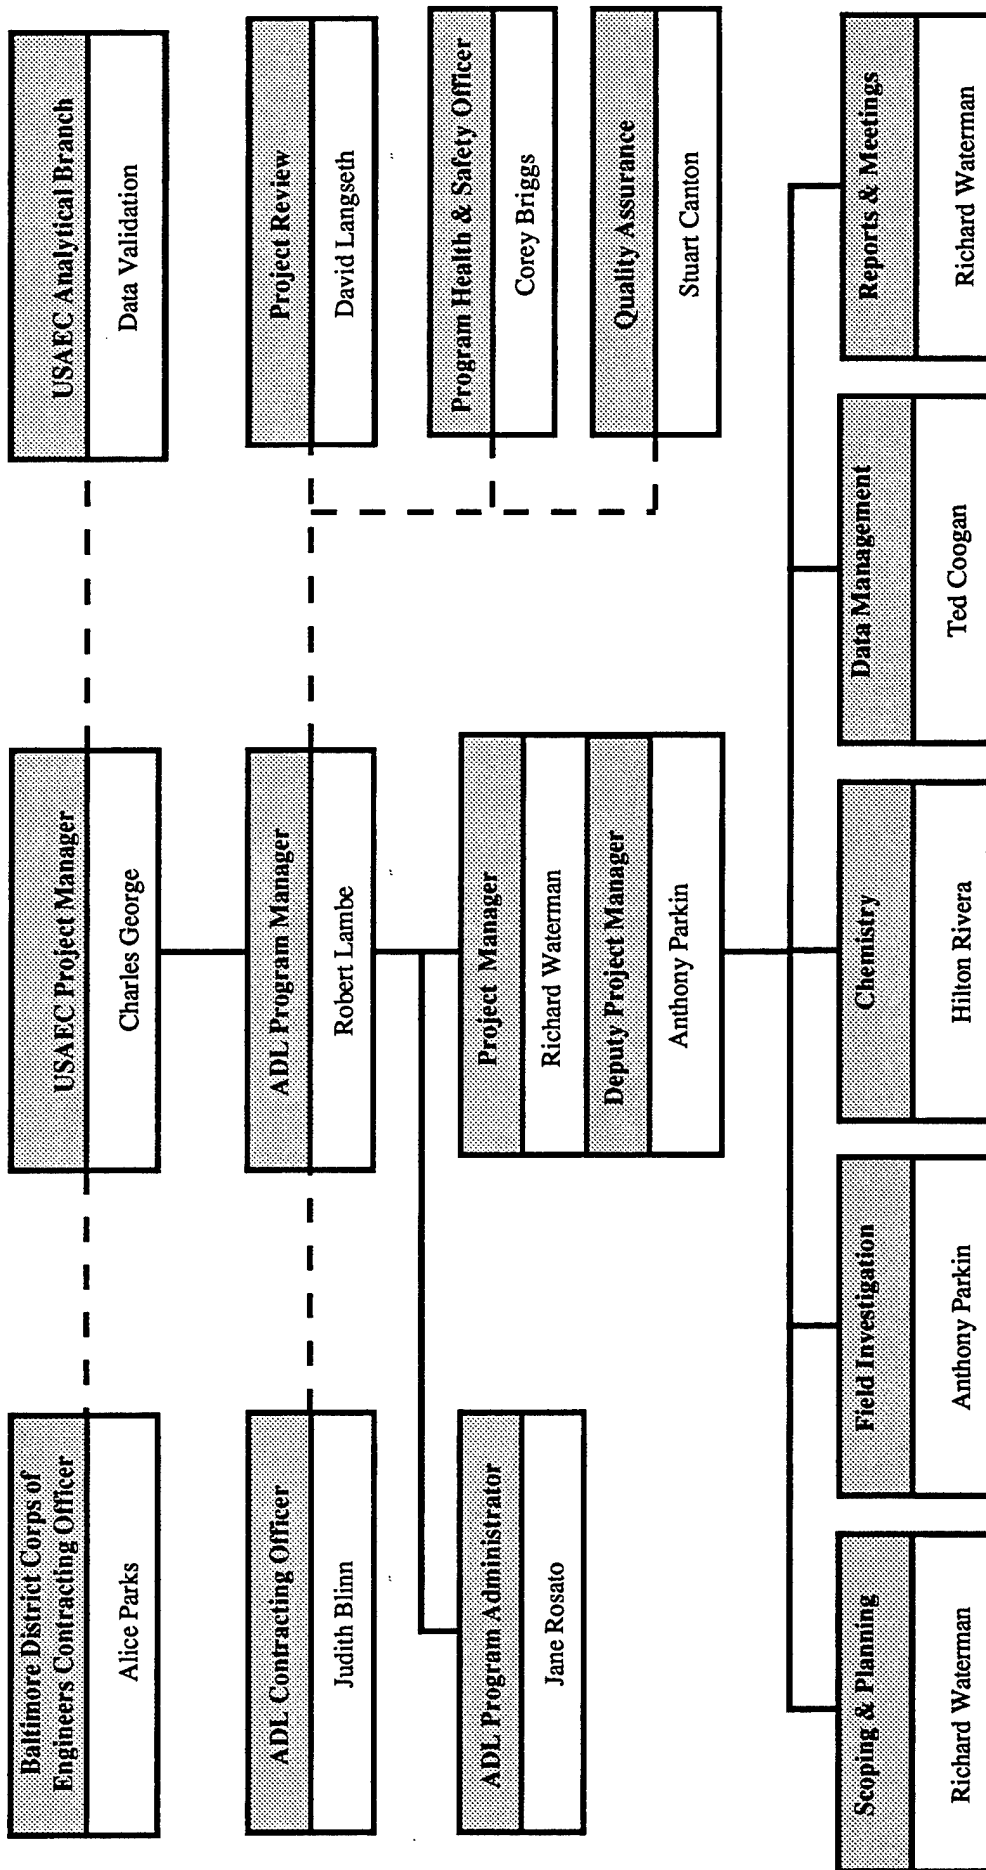 Baltimore District Corps of
Engineers Contracting Officer
Alice Parks
USAEC Project Manager
Charles George
USAEC Analytical Branch
Data Validation
ADL Contracting Officer
Judith Blinn
ADL Program Manager
Robert Lambe
Project Review
David Langseth
Program Health & Safety Officer
Corey Briggs
Quality Assurance
Stuart Canton
ADL Program Administrator
Jane Rosato
Project Manager
Richard Waterman
Deputy Project Manager
Anthony Parkin
Scoping & Planning
Richard Waterman
Field Investigation
Anthony Parkin
Chemistry
Hilton Rivera
Data Management
Ted Coogan
Reports & Meetings
Richard Waterman